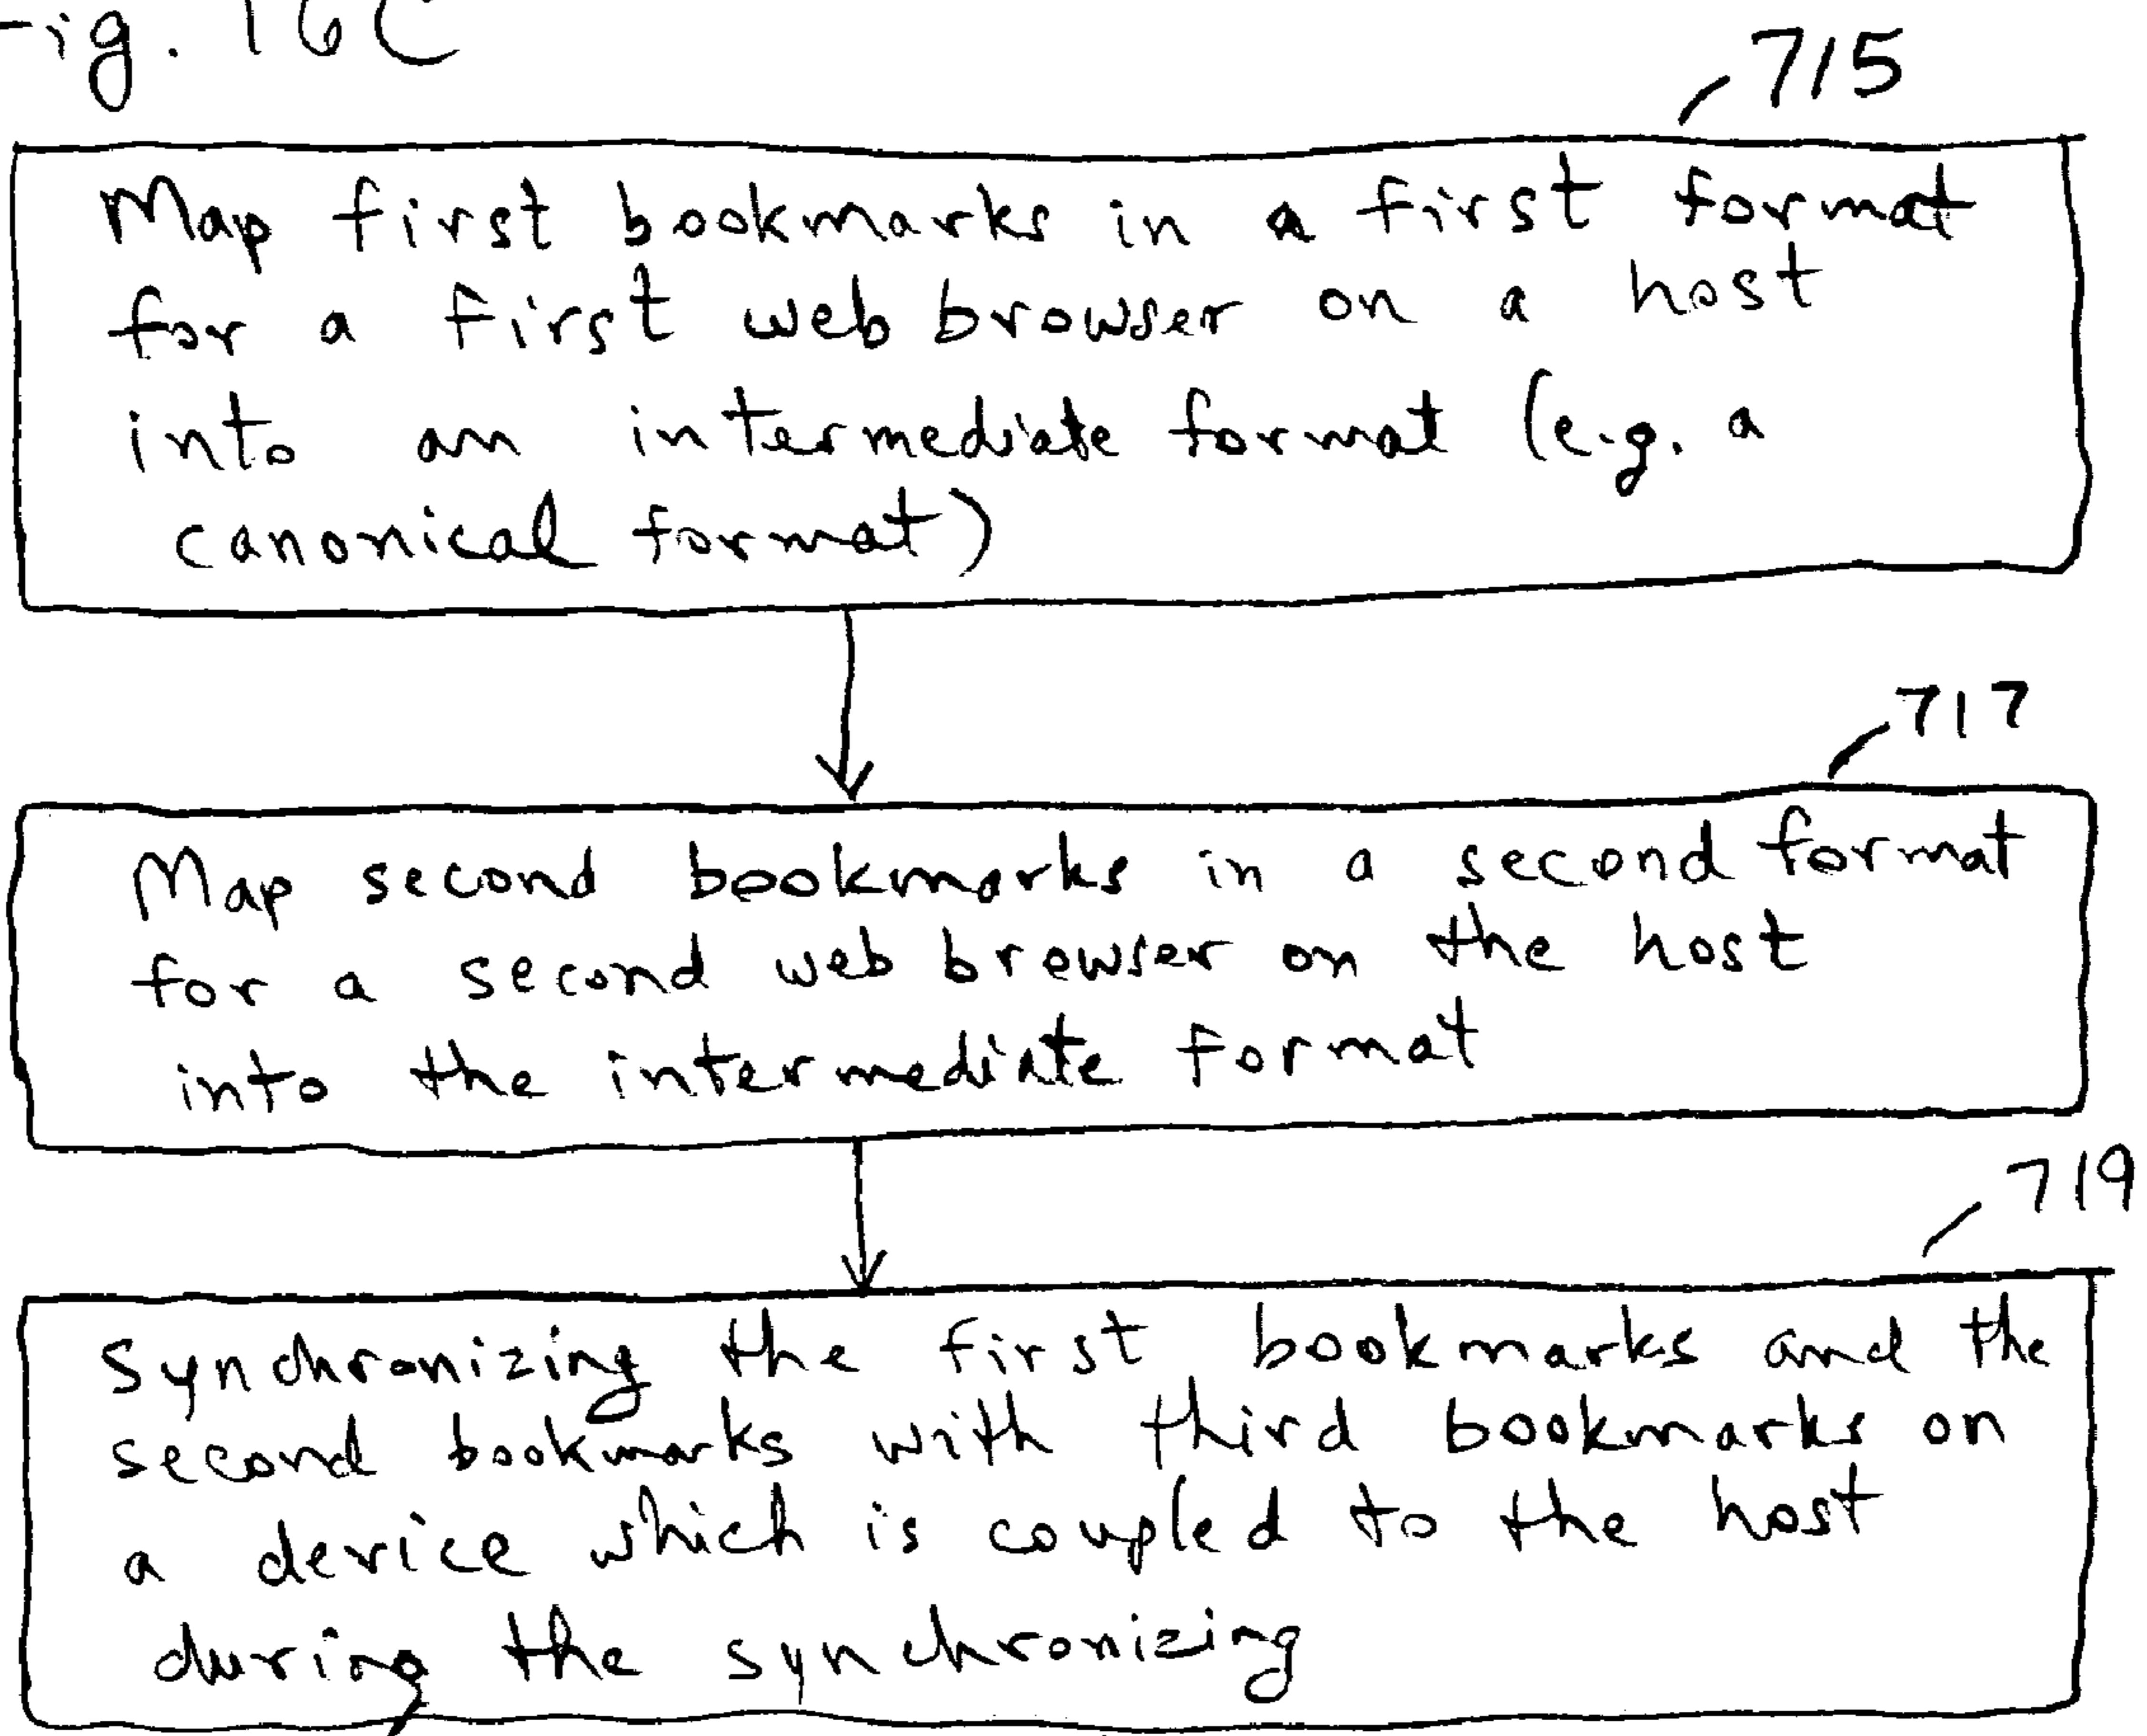 Fig. 16C
715
Map first bookmarks in a first format
for a first web browser on a host
into an intermediate format (e.g. a
canonical format)
717
Map second bookmarks in a second format
for a second web browser on the host
into the intermediate format
719
Synchronizing the first bookmarks and the
second bookmarks with third bookmarks on
a device which is coupled to the host
during the synchronizing